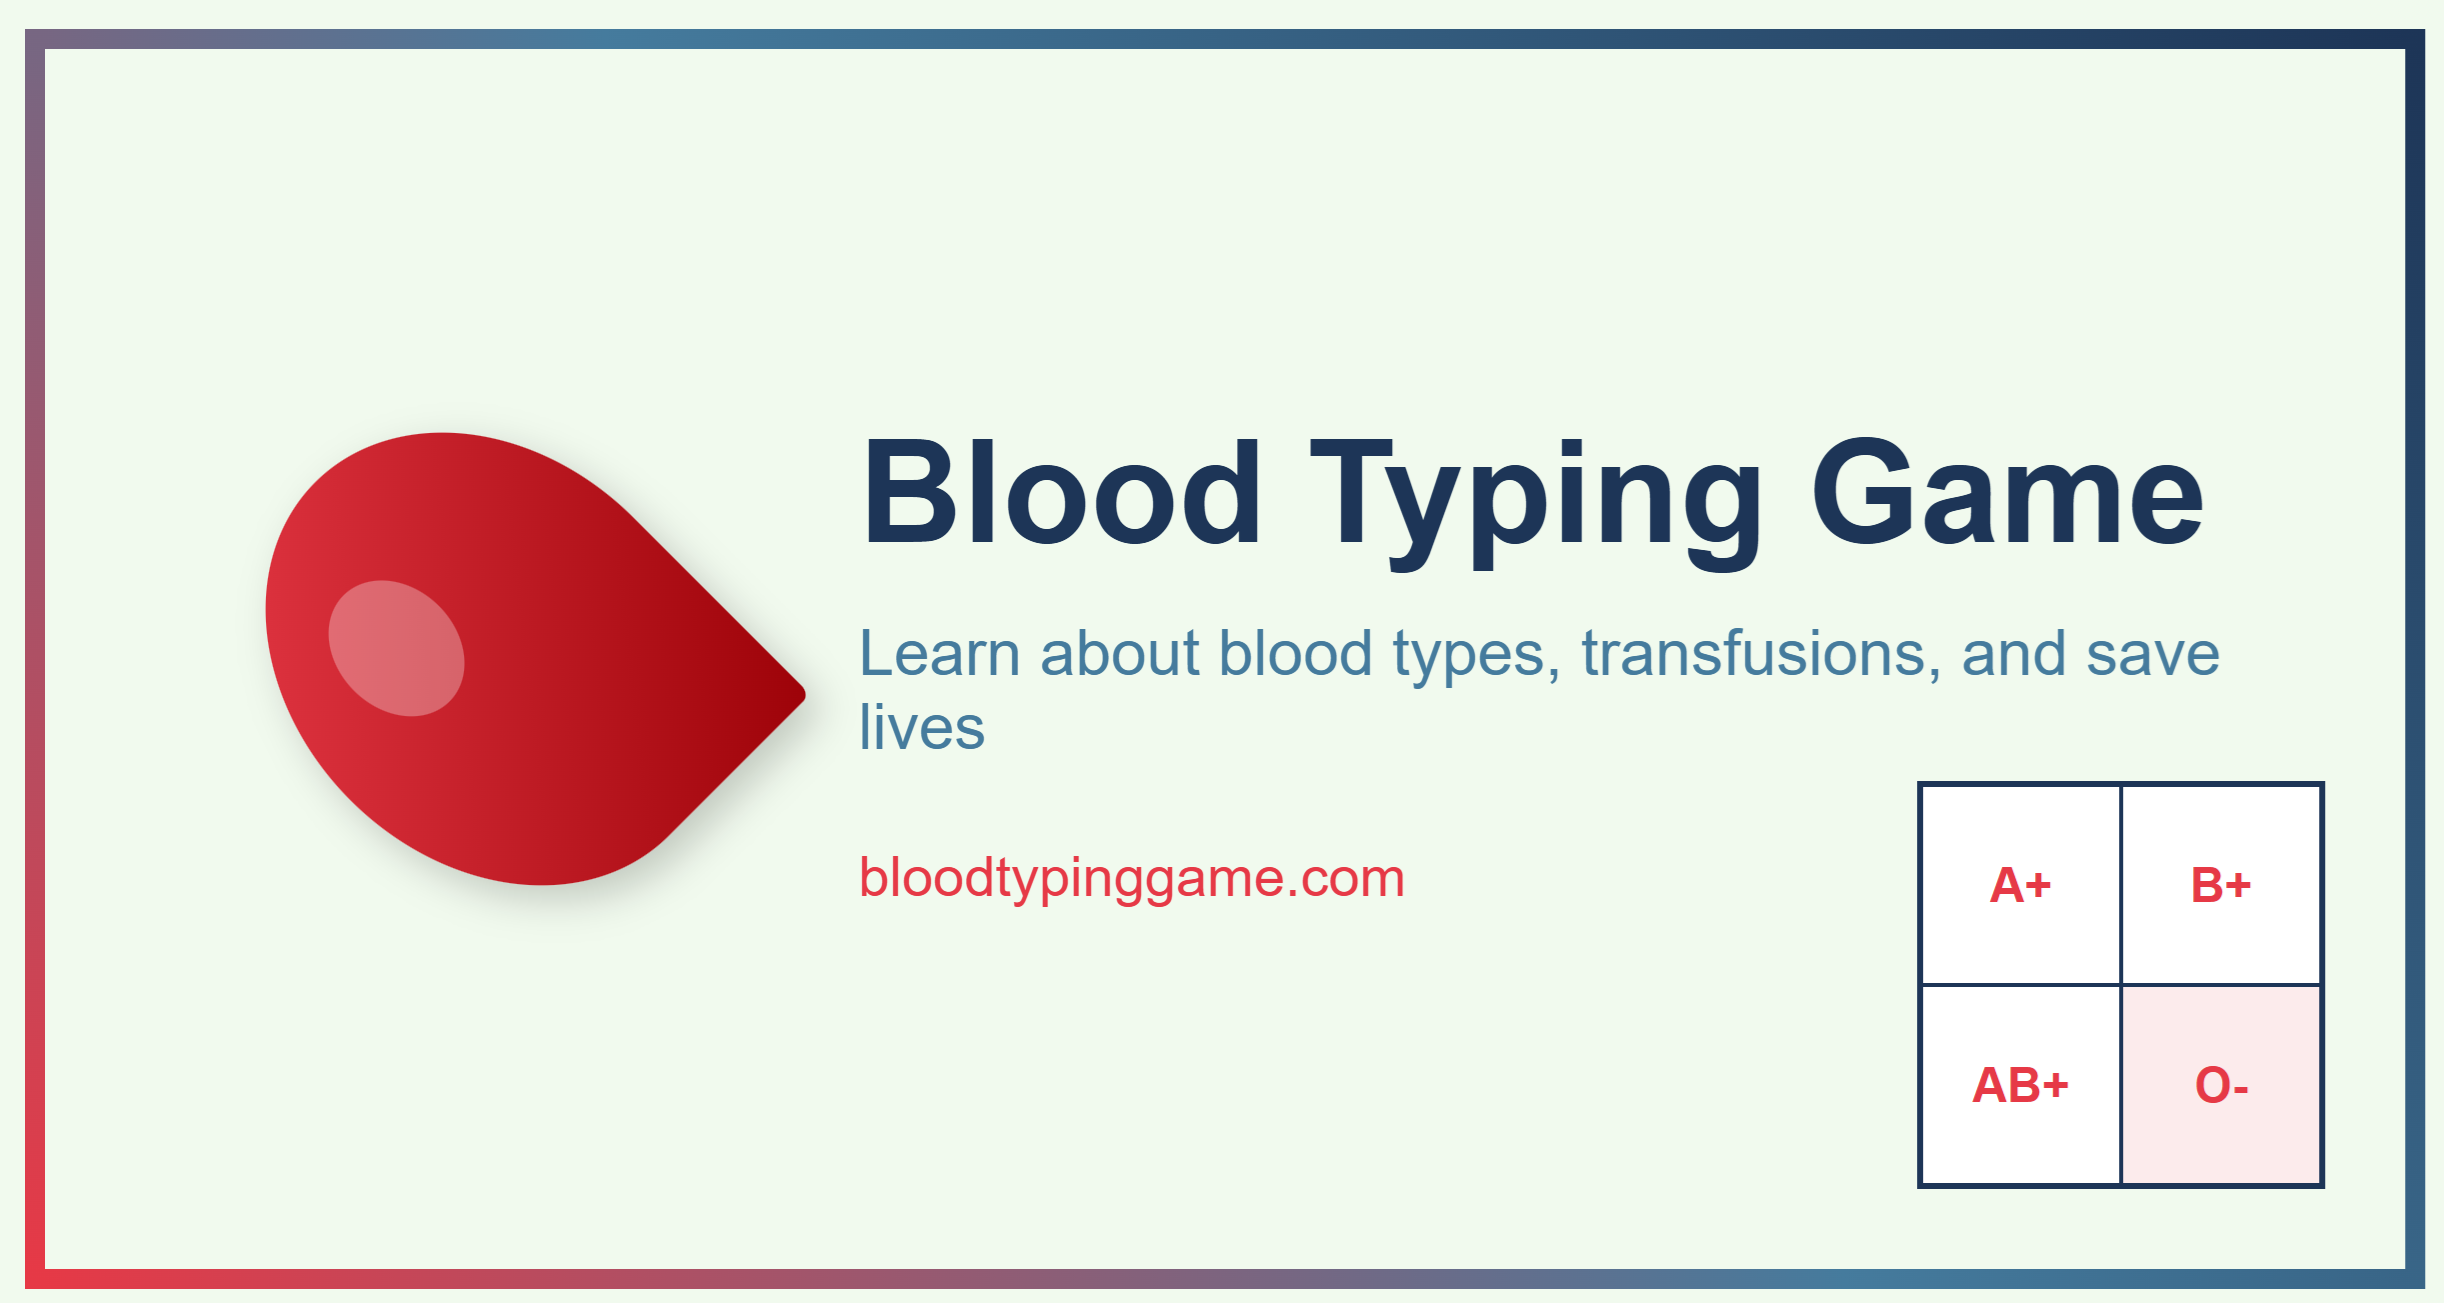 Blood Typing Game
Learn about blood types, transfusions, and save
lives
bloodtypinggame.com
A+ B+
AB+ O-